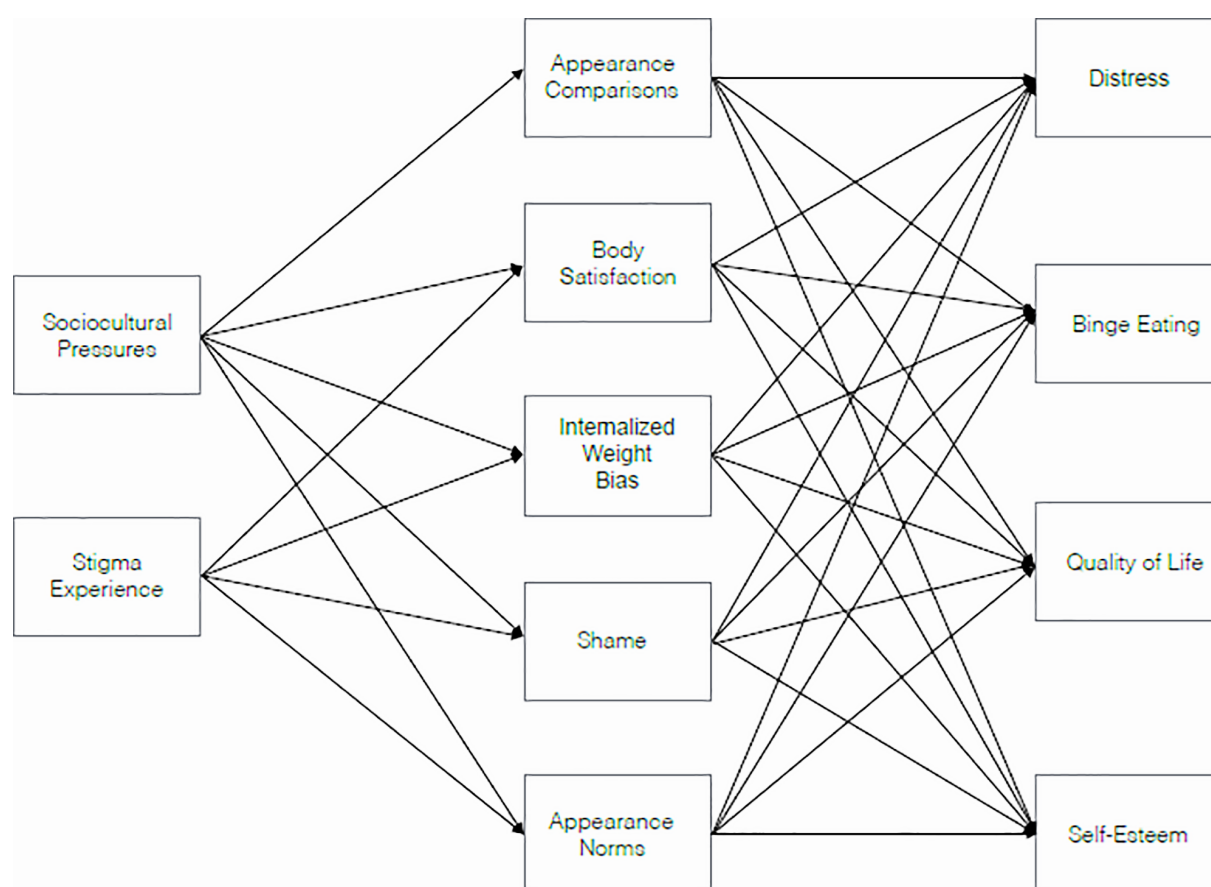 Appearance
Comparisons
Distress
Body
Satisfaction
Sociocultural
Pressures
Binge Eating
Internalized
Weight
Bias
Stigma
Experience
Quality of Life
Shame
Appearance
Norms
Self-Esteem